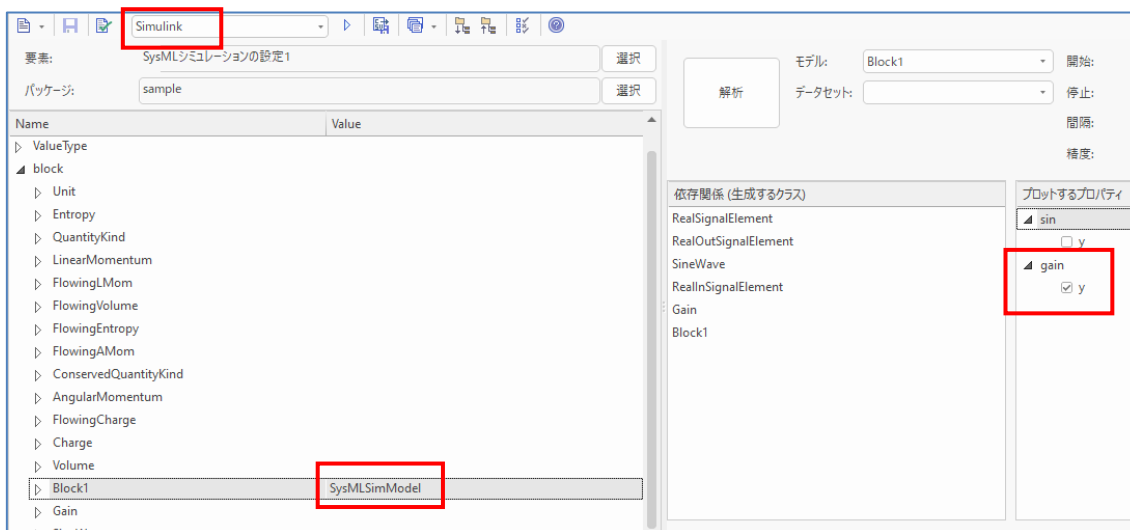 Simulink
要素:
SysMLシミュレーションの設定1
選択
パッケージ:
sample
選択
Name
Value
ValueType
block
Unit
Entropy
QuantityKind
LinearMomentum
FlowingLMom
FlowingVolume
FlowingEntropy
FlowingAMom
ConservedQuantityKind
AngularMomentum
FlowingCharge
Charge
Volume
Block1
SysMLSimModel
Gain
解析
モデル:
Block1
開始:
データセット:
停止:
間隔:
精度:
依存関係 (生成するクラス)
RealSignalElement
RealOutSignalElement
SineWave
RealInSignalElement
Gain
Block1
プロットするプロパティ
sin
y
gain
y